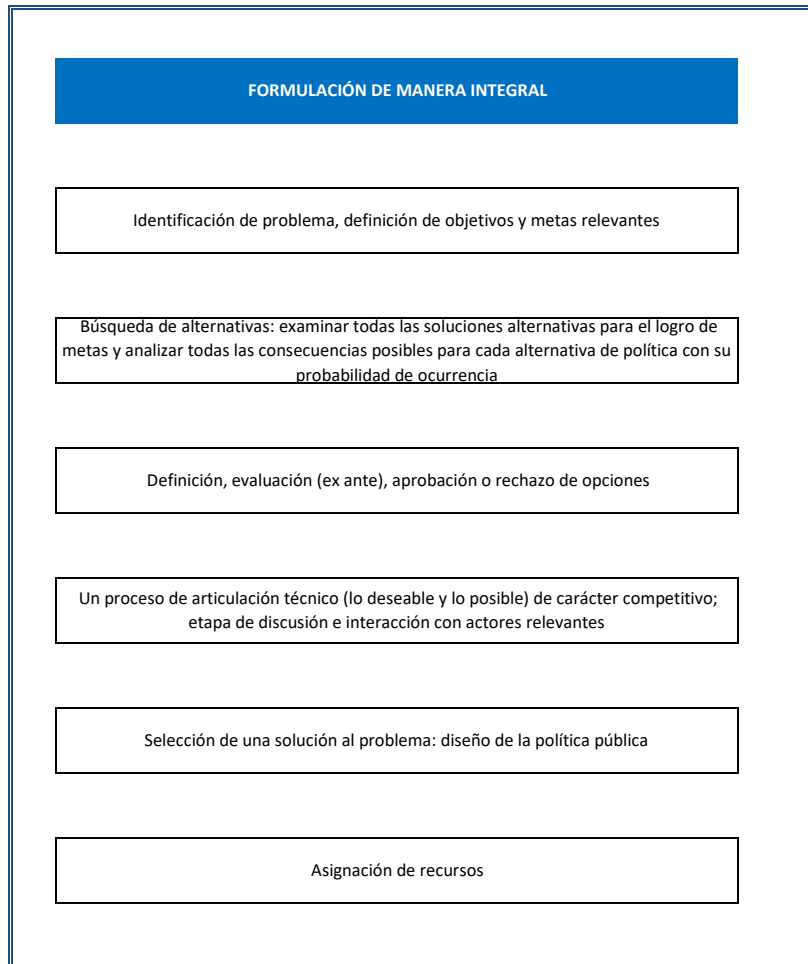 FORMULACIÓN DE MANERA INTEGRAL
Identificación de problema, definición de objetivos y metas relevantes
Búsqueda de alternativas: examinar todas las soluciones alternativas para el logro de
metas y analizar todas las consecuencias posibles para cada alternativa de política con su
probabilidad de ocurrencia
Definición, evaluación (ex ante), aprobación o rechazo de opciones
Un proceso de articulación técnico (lo deseable y lo posible) de carácter competitivo;
etapa de discusión e interacción con actores relevantes
Selección de una solución al problema: diseño de la política pública
Asignación de recursos